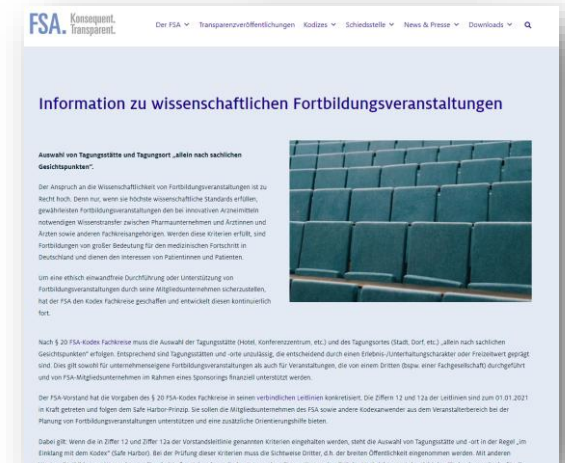 FSA. Konsequent.
Transparent.
Der FSA Transparenzveröffentlichungen Kodizes Schiedsstelle News & Presse Downloads
Information zu wissenschaftlichen Fortbildungsveranstaltungen
Auswahl von Tagungsstätte und Tagungsort „allein nach sachlichen
Gesichtspunkten“.
Der Anspruch an die Wissenschaftlichkeit von Fortbildungsveranstaltungen ist zu
Recht hoch. Denn nur, wenn sie höchste wissenschaftliche Standards erfüllen,
gewährleisten Fortbildungsveranstaltungen den bei innovativen Arzneimitteln
notwendigen Wissenstransfer zwischen Pharmaunternehmen und Ärztinnen und
Ärzten sowie anderen Fachkreisangehörigen. Werden diese Kriterien erfüllt, sind
Fortbildungen von großer Bedeutung für den medizinischen Fortschritt in
Deutschland und dienen den Interessen von Patientinnen und Patienten.
Um eine ethisch einwandfreie Durchführung oder Unterstützung von
Fortbildungsveranstaltungen durch seine Mitgliedsunternehmen sicherzustellen,
hat der FSA den Kodex Fachkreise geschaffen und entwickelt diesen kontinuierlich
fort.
Nach § 20 FSA-Kodex Fachkreise muss die Auswahl der Tagungsstätte (Hotel, Konferenzzentrum, etc.) und des Tagungsortes (Stadt, Dorf, etc.) „allein nach sachlichen
Gesichtspunkten“ erfolgen. Entsprechend sind Tagungsstätten und -orte unzulässig, die entscheidend durch einen Erlebnis-/Unterhaltungscharakter oder Freizeitwert geprägt
sind. Dies gilt sowohl für unternehmenseigene Fortbildungsveranstaltungen als auch für Veranstaltungen, die von einem Dritten (bspw. einer Fachgesellschaft) durchgeführt
und von FSA-Mitgliedsunternehmen im Rahmen eines Sponsorings finanziell unterstützt werden.
Der FSA-Vorstand hat die Vorgaben des § 20 FSA-Kodex Fachkreise in seinen verbindlichen Leitlinien konkretisiert. Die Ziffern 12 und 12a der Leitlinien sind zum 01.01.2021
in Kraft getreten und folgen dem Safe Harbor-Prinzip. Sie sollen die Mitgliedsunternehmen des FSA sowie andere Kodexanwender aus dem Veranstalterbereich bei der
Planung von Fortbildungsveranstaltungen unterstützen und eine zusätzliche Orientierungshilfe bieten.
Dabei gilt: Wenn die in Ziffer 12 und Ziffer 12a der Vorstandsleitlinie genannten Kriterien eingehalten werden, steht die Auswahl von Tagungsstätte und -ort in der Regel „im
Einklang mit dem Kodex“ (Safe Harbor). Bei der Prüfung dieser Kriterien muss die Sichtweise Dritter, d.h. der breiten Öffentlichkeit eingenommen werden. Mit anderen